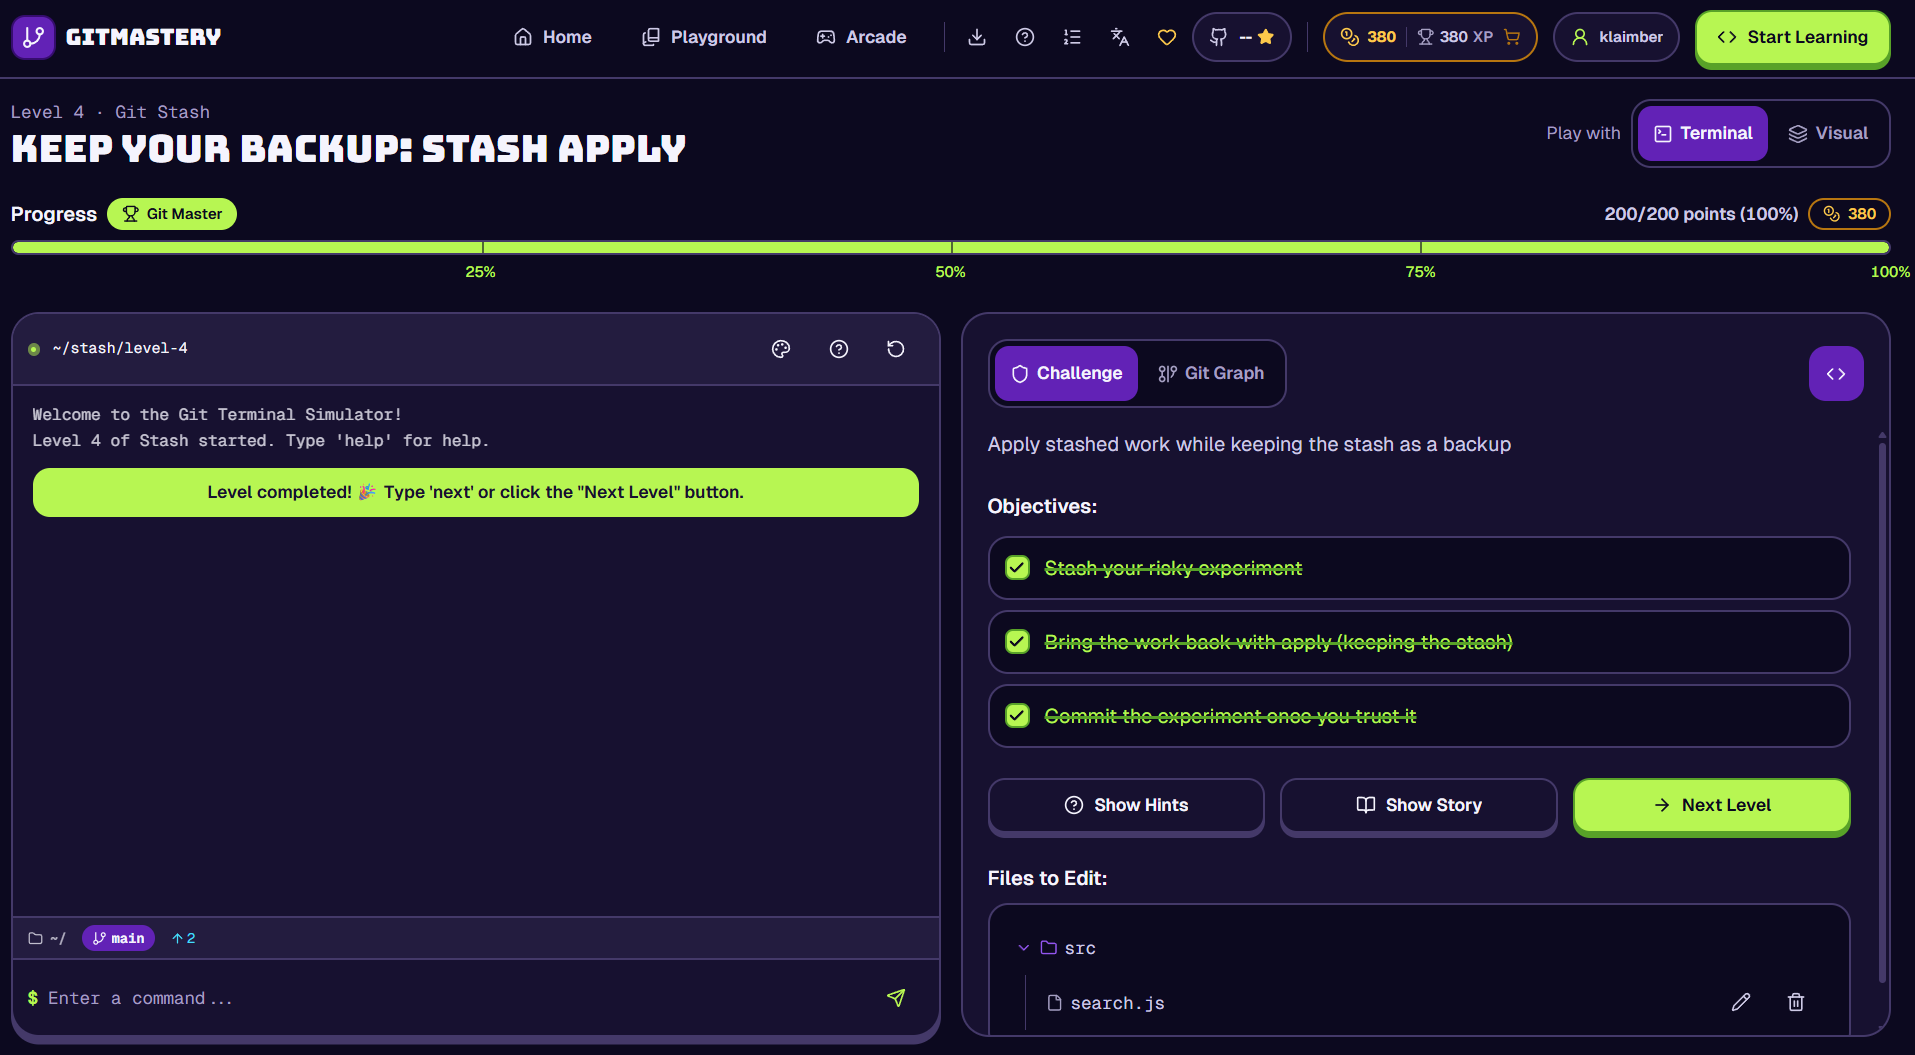 GITMASTERY
Home
Playground
Arcade
--
380
380 XP
klaimber
Start Learning
Level 4 · Git Stash
KEEP YOUR BACKUP: STASH APPLY
Play with
Terminal
Visual
Progress
Git Master
200/200 points (100%)
380
25%
50%
75%
100%
~/stash/level-4
Welcome to the Git Terminal Simulator!
Level 4 of Stash started. Type 'help' for help.
Level completed! 🎉 Type 'next' or click the "Next Level" button.
~/
main
↑2
$ Enter a command...
Challenge
Git Graph
Apply stashed work while keeping the stash as a backup
Objectives:
Stash your risky experiment
Bring the work back with apply (keeping the stash)
Commit the experiment once you trust it
Show Hints
Show Story
Next Level
Files to Edit:
src
search.js